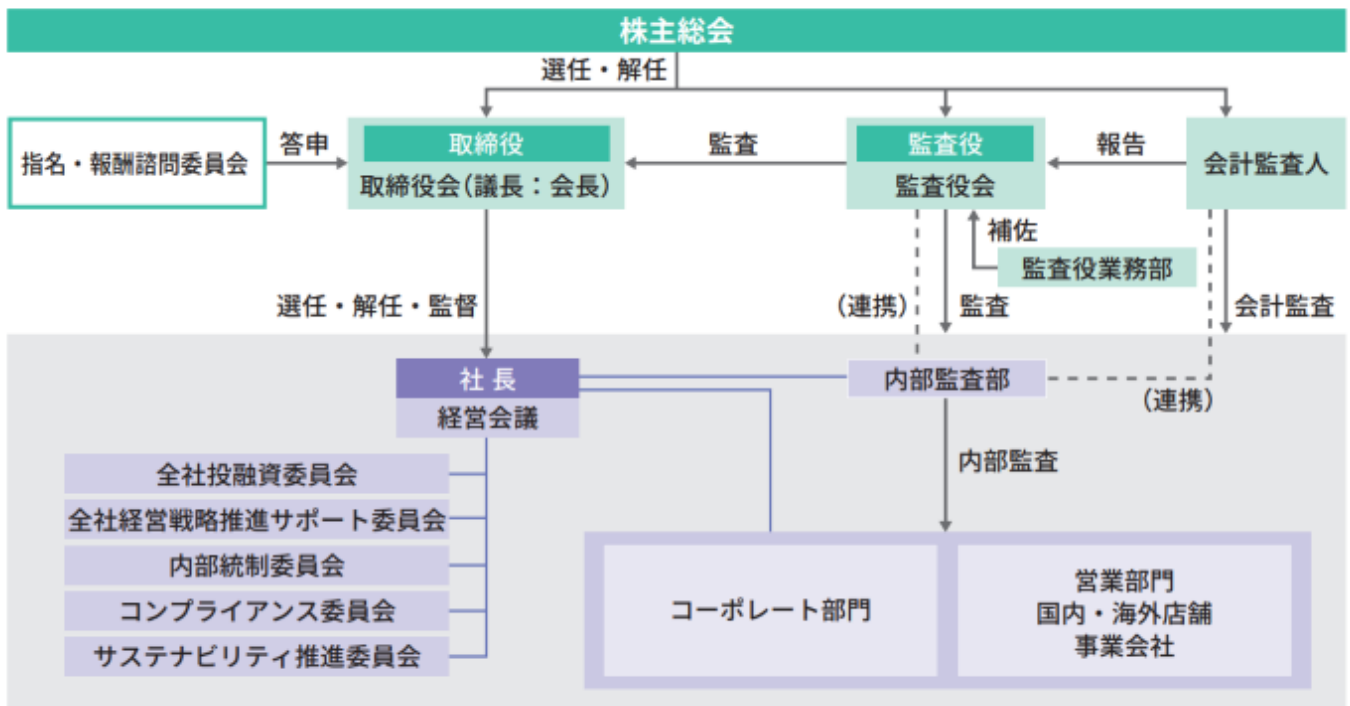 株主総会
選任・解任
指名・報酬諮問委員会
答申
取締役
取締役会(議長：会長)
監査
監査役
監査役会
報告
会計監査人
補佐
監査役業務部
選任・解任・監督
(連携)
監査
会計監査
社 長
経営会議
内部監査部
(連携)
内部監査
全社投融資委員会
全社経営戦略推進サポート委員会
内部統制委員会
コンプライアンス委員会
サステナビリティ推進委員会
コーポレート部門
営業部門
国内・海外店舗
事業会社